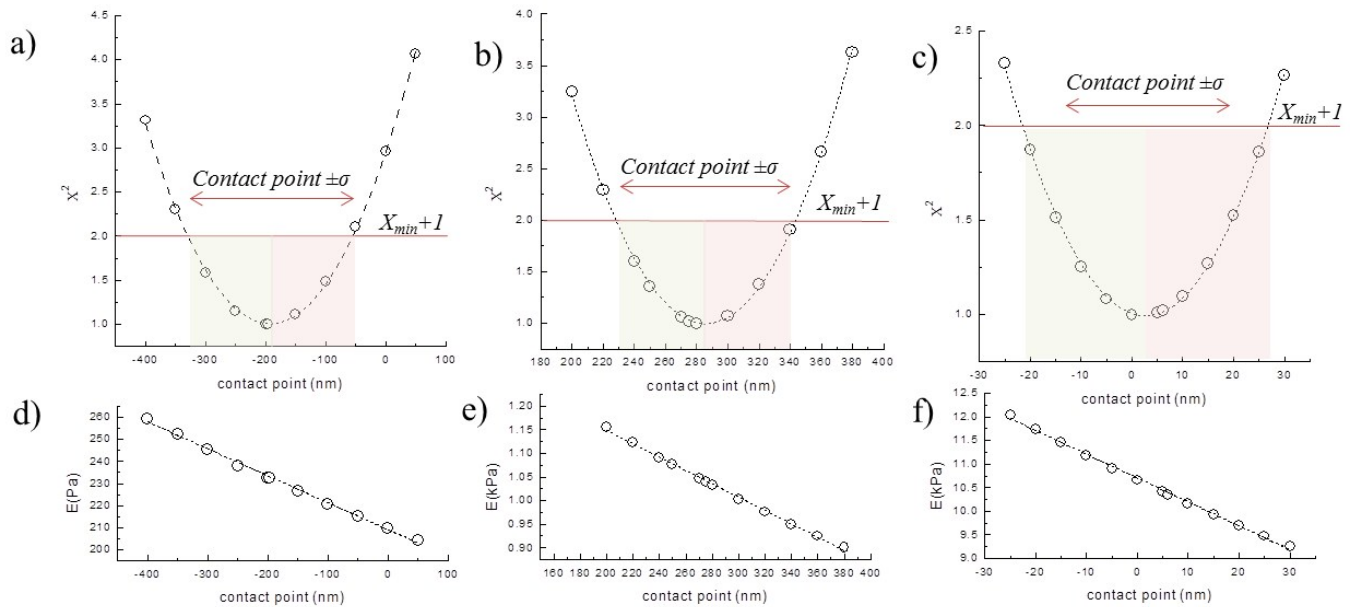 a)
4.5
4.0
3.5
3.0
2.5
2.0
1.5
1.0
X²
Contact point ±σ
X_min+1
-400 -300 -200 -100 0 100
contact point (nm)
b)
4.0
3.5
3.0
2.5
2.0
1.5
1.0
X²
Contact point ±σ
X_min+1
180 200 220 240 260 280 300 320 340 360 380 400
contact point (nm)
c)
2.5
2.0
1.5
1.0
X²
Contact point ±σ
X_min+1
-30 -20 -10 0 10 20 30
contact point (nm)
d)
260
250
240
230
220
210
200
E(Pa)
-400 -300 -200 -100 0 100
contact point (nm)
e)
1.20
1.15
1.10
1.05
1.00
0.95
0.90
E(kPa)
200 220 240 260 280 300 320 340 360 380 400
contact point (nm)
f)
12.5
12.0
11.5
11.0
10.5
10.0
9.5
9.0
E(kPa)
-30 -20 -10 0 10 20 30
contact point (nm)